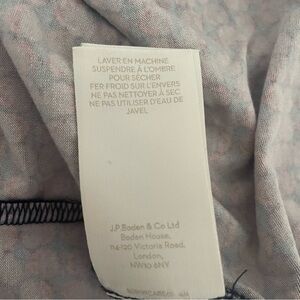 LAVER EN MACHINE
SUSPENDRE À L'OMBRE
POUR SÉCHER
FER FROID SUR L'ENVERS
NE PAS NETTOYER À SEC
NE PAS UTILISER D'EAU DE
JAVEL
J.P.Boden & Co Ltd
Boden House,
114-120 Victoria Road,
London,
NW10 6NY